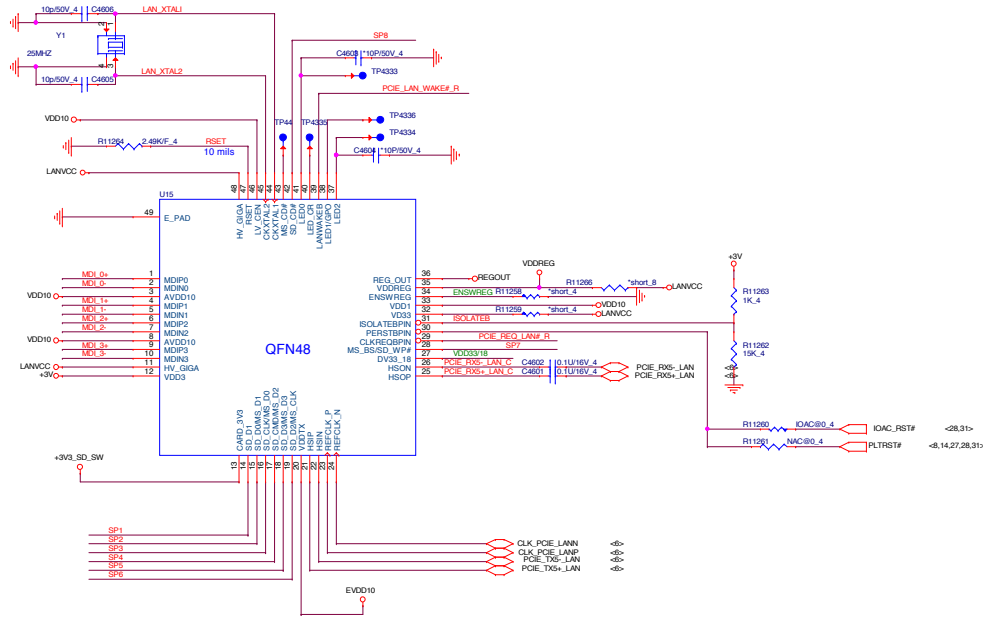 10p/50V_4
C4606
LAN_XTALI
Y1
25MHZ
2
1
4
3
10p/50V_4
C4605
LAN_XTAL2
SP8
C4603
*10P/50V_4
TP4333
PCIE_LAN_WAKE#_R
VDD10
TP4336
TP44
TP4335
TP4334
R11264
2.49K/F_4
RSET
10 mils
C4604
*10P/50V_4
LANVCC
48
47
46
45
44
43
42
41
40
39
38
37
U15
HV_GIGA
RSET
LV_CEN
CKXTAL2
CKXTAL1
MS_CD#
SD_CD#
LED0
LED_CR
LANWAKEB
LED1/GPO
LED2
49
E_PAD
MDI_0+
1
MDIP0
MDI_0-
2
MDIN0
VDD10
3
AVDD10
MDI_1+
4
MDIP1
MDI_1-
5
MDIN1
MDI_2+
6
MDIP2
MDI_2-
7
MDIN2
VDD10
8
AVDD10
MDI_3+
9
MDIP3
MDI_3-
10
MDIN3
LANVCC
11
HV_GIGA
+3V
12
VDD3
QFN48
REG_OUT
36
REGOUT
VDDREG
VDDREG
35
R11266
*short_8
LANVCC
ENSWREG
34
ENSWREG
R11258
*short_4
VDD1
33
VDD10
VD33
32
R11259
*short_4
LANVCC
ISOLATEBPIN
31
ISOLATEB
PERSTBPIN
30
CLKREQBPIN
29
PCIE_REQ_LAN#_R
MS_BS/SD_WP#
28
SP7
DV33_18
27
VDD33/18
HSON
26
PCIE_RX5-_LAN_C
C4602
0.1U/16V_4
PCIE_RX5-_LAN
<6>
HSOP
25
PCIE_RX5+_LAN_C
C4601
0.1U/16V_4
PCIE_RX5+_LAN
<6>
+3V
R11263
1K_4
R11262
15K_4
R11260
IOAC@0_4
IOAC_RST#
<28,31>
R11261
NAC@0_4
PLTRST#
<8,14,27,28,31>
CARD_3V3
SD_D1
SD_D0/MS_D1
SD_CLK/MS_D0
SD_CMD/MS_D2
SD_D3/MS_D3
SD_D2/MS_CLK
VDDTX
HSIP
HSIN
REFCLK_P
REFCLK_N
13
14
15
16
17
18
19
20
21
22
23
24
+3V3_SD_SW
SP1
SP2
SP3
SP4
SP5
SP6
CLK_PCIE_LANN
<6>
CLK_PCIE_LANP
<6>
PCIE_TX5-_LAN
<6>
PCIE_TX5+_LAN
<6>
EVDD10